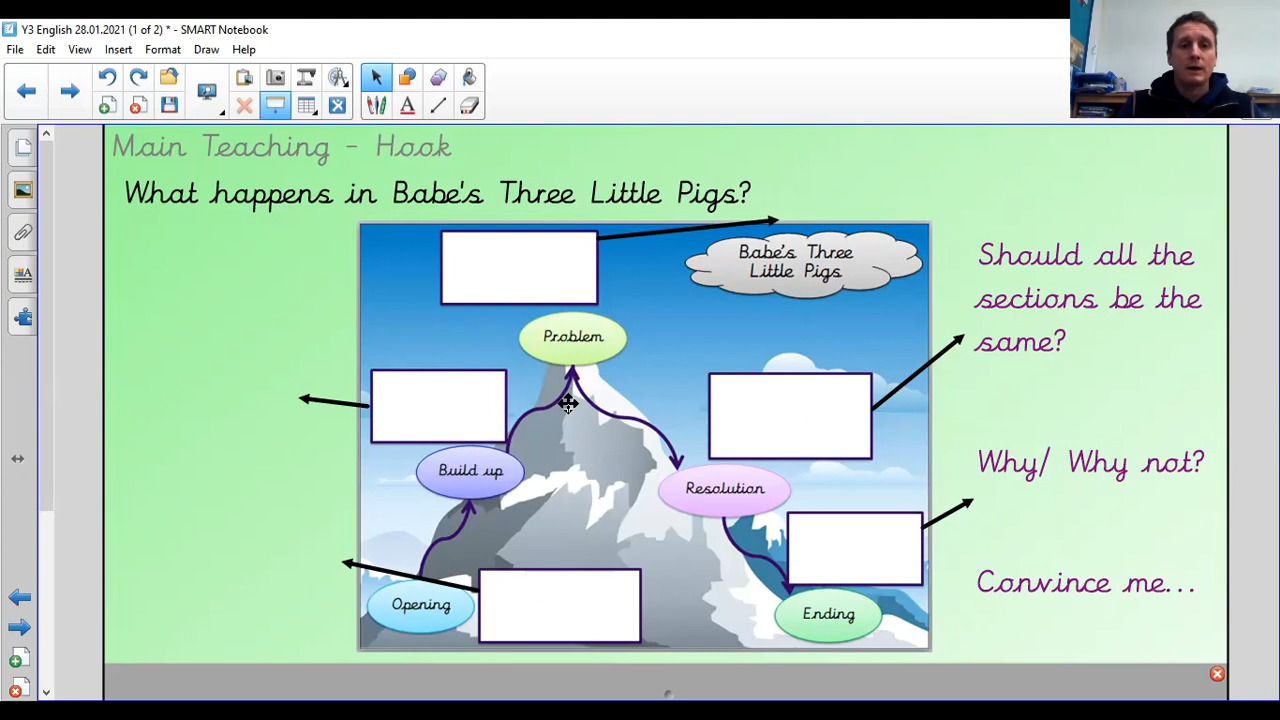 Y3 English 28.01.2021 (1 of 2) * - SMART Notebook
File Edit View Insert Format Draw Help
Main Teaching - Hook
What happens in Babe's Three Little Pigs?
Babe's Three
Little Pigs
Should all the
sections be the
same?
Problem
Build up
Why/ Why not?
Resolution
Convince me...
Opening
Ending